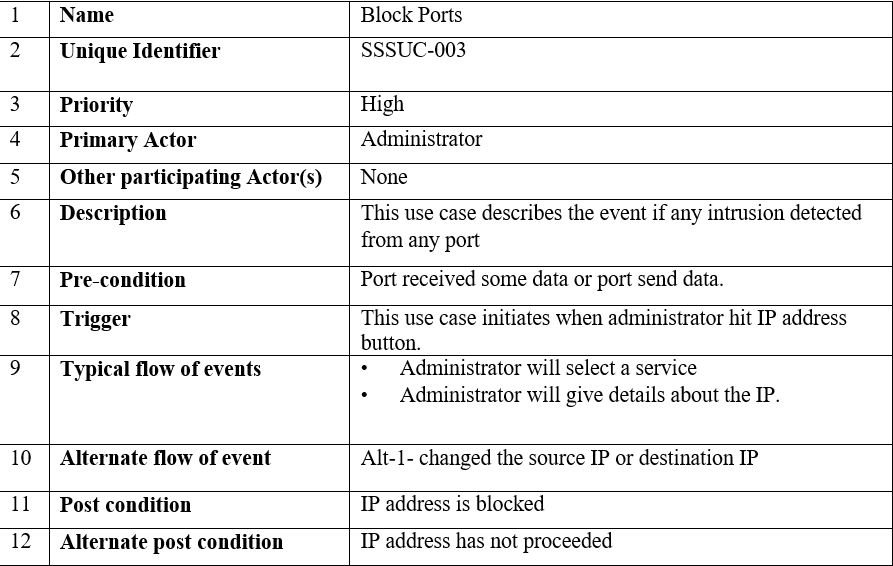 1 Name Block Ports
2 Unique Identifier SSSUC-003
3 Priority High
4 Primary Actor Administrator
5 Other participating Actor(s) None
6 Description This use case describes the event if any intrusion detected
from any port
7 Pre-condition Port received some data or port send data.
8 Trigger This use case initiates when administrator hit IP address
button.
9 Typical flow of events • Administrator will select a service
• Administrator will give details about the IP.
10 Alternate flow of event Alt-1- changed the source IP or destination IP
11 Post condition IP address is blocked
12 Alternate post condition IP address has not proceeded